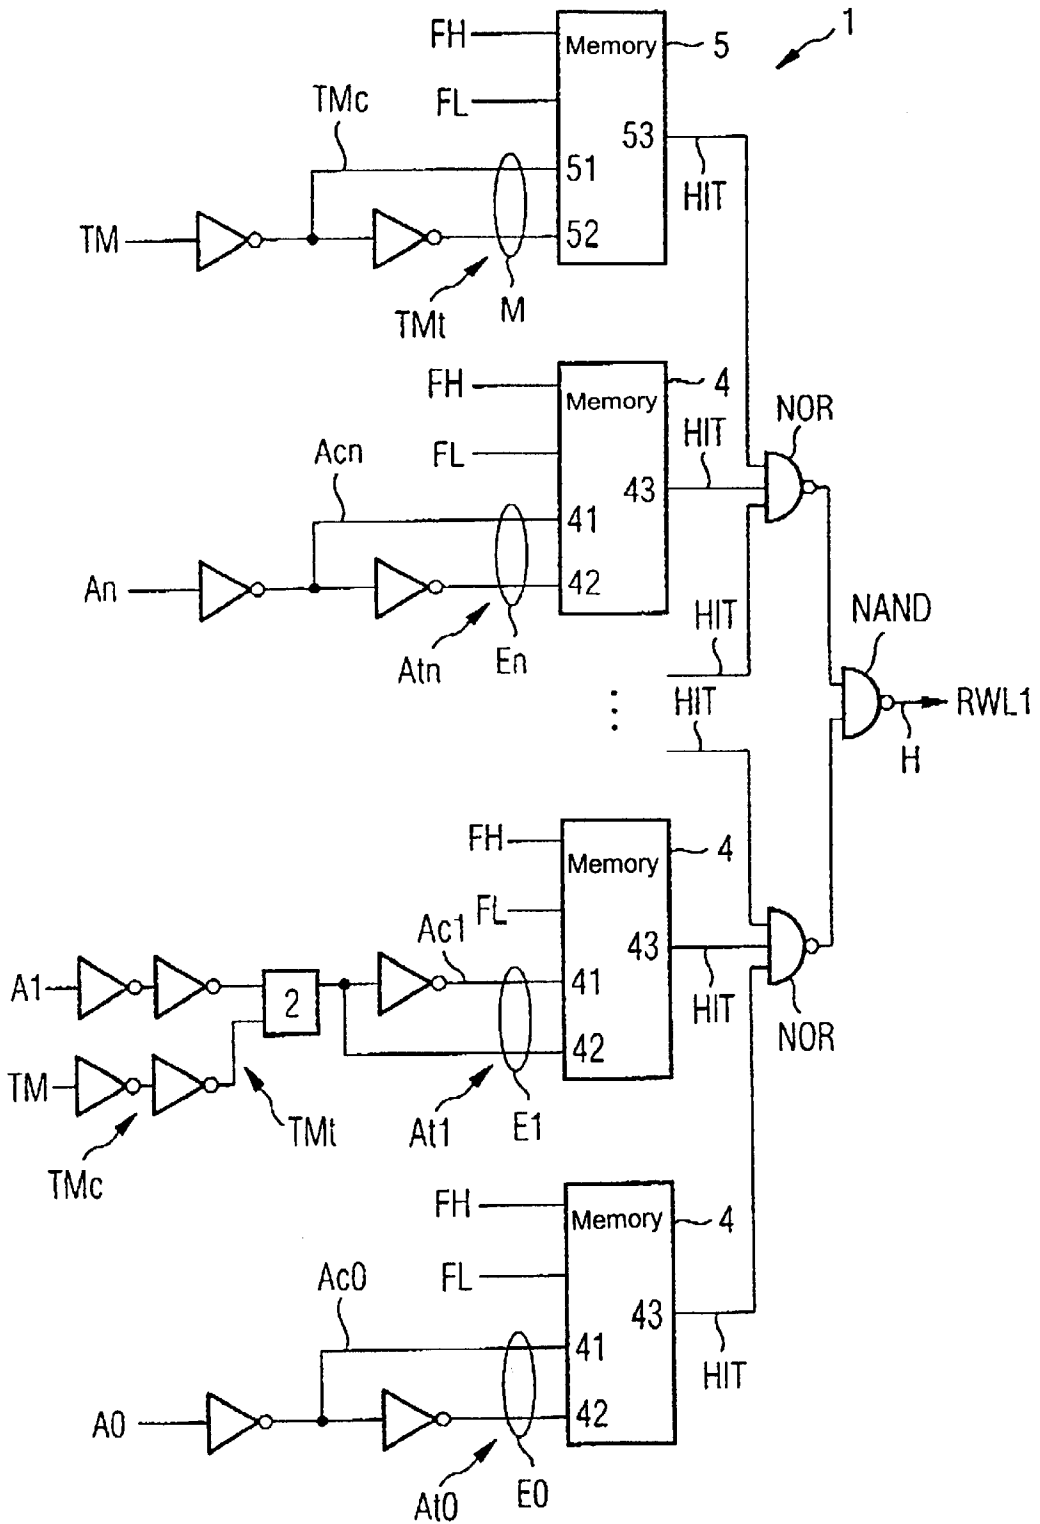 1
FH
Memory
5
FL
TMc
53
51
HIT
TM
52
TMt
M
FH
Memory
4
NOR
FL
HIT
Acn
43
41
An
42
Atn
En
HIT
NAND
HIT
RWL1
H
FH
Memory
4
FL
Ac1
43
A1
2
41
HIT
NOR
42
TM
TMt
At1
E1
TMc
FH
Memory
4
FL
Ac0
43
41
HIT
A0
42
At0
E0